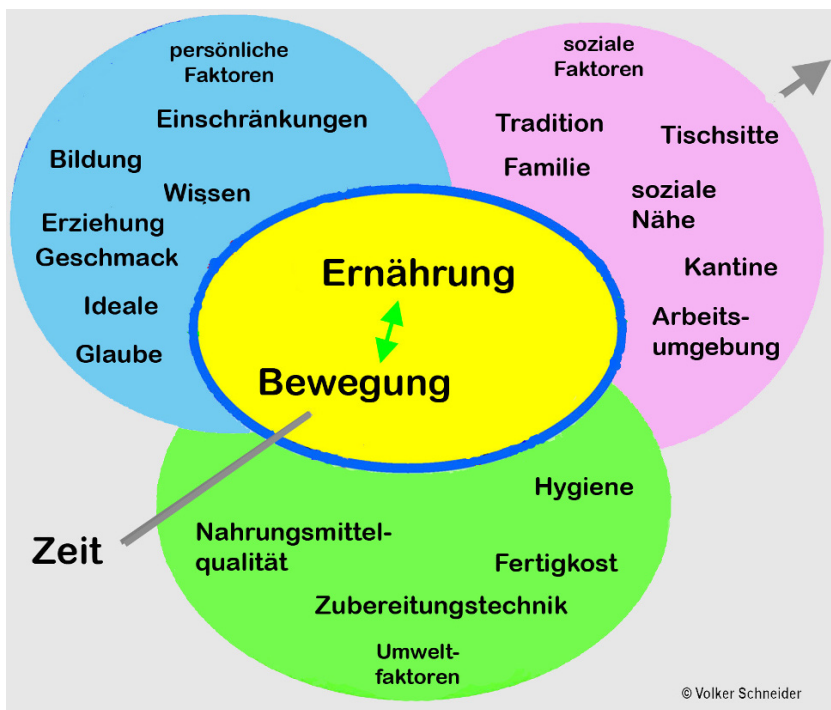 persönliche
Faktoren
Einschränkungen
Bildung
Wissen
Erziehung
Geschmack
Ideale
Glaube
soziale
Faktoren
Tradition
Tischsitte
Familie
soziale
Nähe
Kantine
Arbeits-
umgebung
Ernährung
Bewegung
Zeit
Hygiene
Nahrungsmittel-
qualität
Fertigkost
Zubereitungstechnik
Umwelt-
faktoren
© Volker Schneider